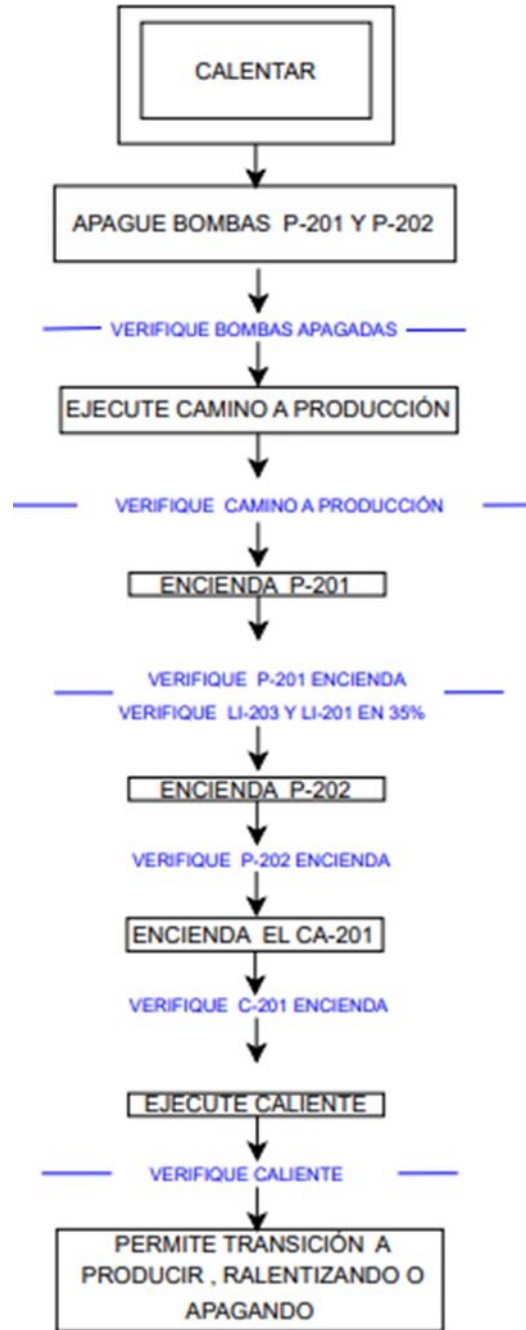 CALENTAR
APAGUE BOMBAS P-201 Y P-202
VERIFIQUE BOMBAS APAGADAS
EJECUTE CAMINO A PRODUCCIÓN
VERIFIQUE CAMINO A PRODUCCIÓN
ENCIENDA P-201
VERIFIQUE P-201 ENCIENDA
VERIFIQUE LI-203 Y LI-201 EN 35%
ENCIENDA P-202
VERIFIQUE P-202 ENCIENDA
ENCIENDA EL CA-201
VERIFIQUE C-201 ENCIENDA
EJECUTE CALIENTE
VERIFIQUE CALIENTE
PERMITE TRANSICIÓN A
PRODUCIR , RALENTIZANDO O
APAGANDO